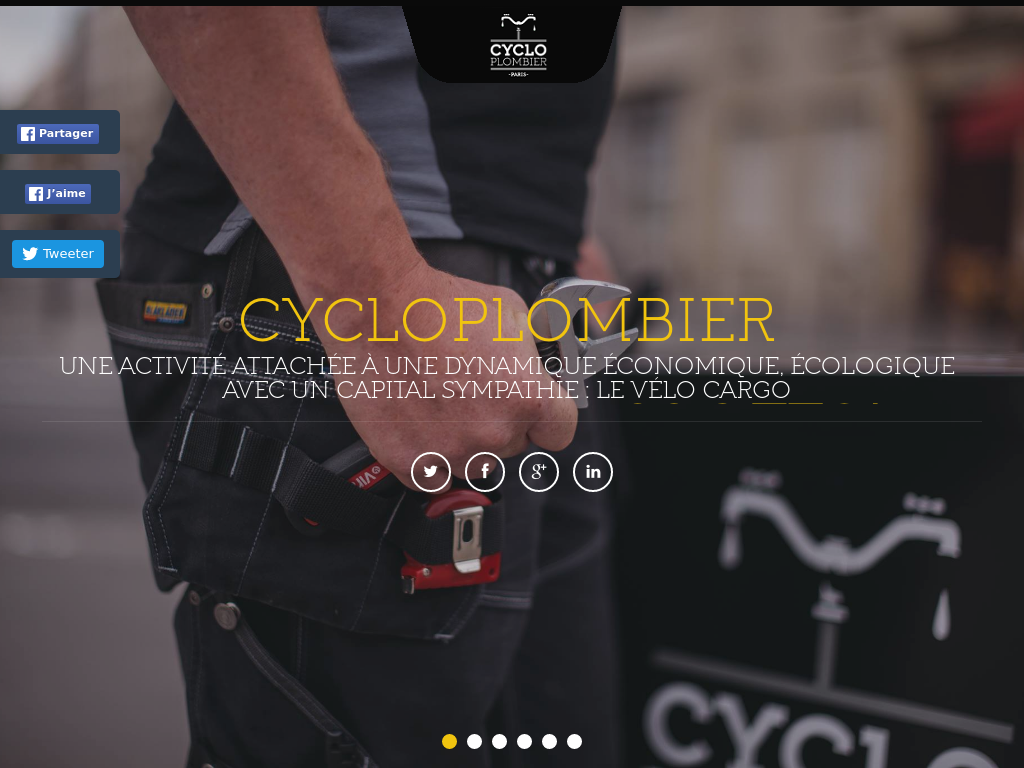 CYCLO
PLOMBIER
-PARIS-
Partager
J'aime
Tweeter
CYCLOPLOMBIER
UNE ACTIVITÉ ATTACHÉE À UNE DYNAMIQUE ÉCONOMIQUE, ÉCOLOGIQUE
AVEC UN CAPITAL SYMPATHIE : LE VÉLO CARGO
g+
in
CYCLO